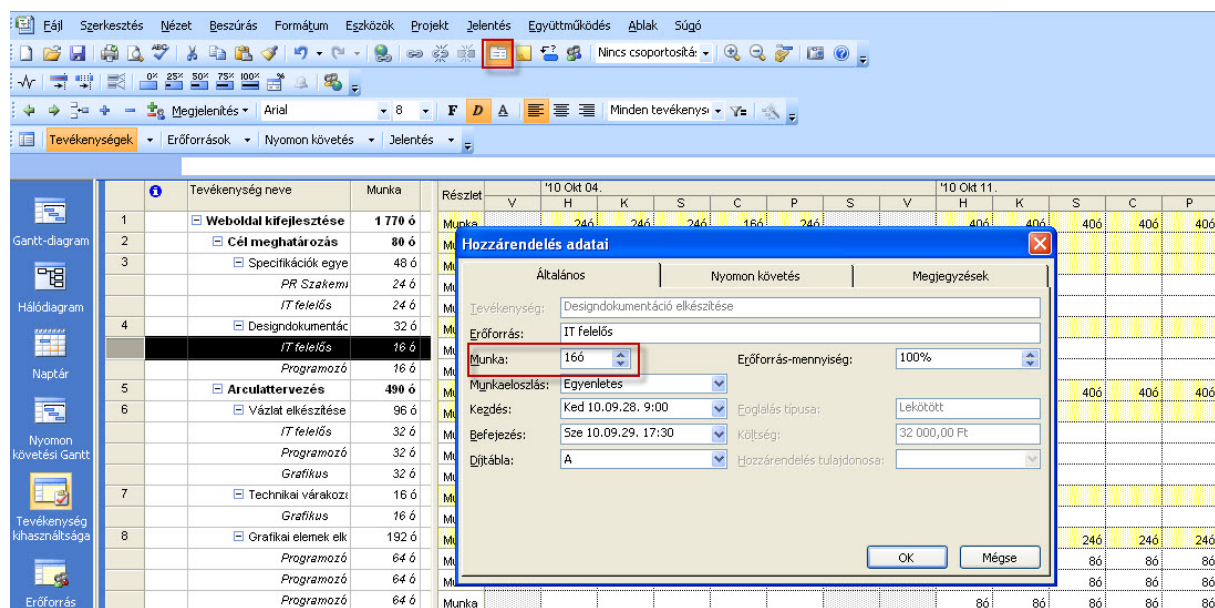 Fájl Szerkesztés Nézet Beszúrás Formátum Eszközök Projekt Jelentés Együttműködés Ablak Súgó
Nincs csoportosítá:
0% 25% 50% 75% 100%
Megjelenítés Arial 8 F D A Minden tevékenysé
Tevékenységek Erőforrások Nyomon követés Jelentés
Tevékenység neve Munka Részlet '10 Okt 04. '10 Okt 11.
V H K S C P S V H K S C P
1 Weboldal kifejlesztése 1 770 ó Munka 24ó 24ó 24ó 16ó 24ó 40ó 40ó 40ó 40ó 40ó
Gantt-diagram
2 Cél meghatározás 80 ó
3 Specifikációk egye 48 ó
PR Szakemi 24 ó
Hálódiagram
IT felelős 24 ó
4 Designdokumentác 32 ó
IT felelős 16 ó
Naptár
Programozó 16 ó
5 Arculattervezés 490 ó 40ó 40ó 40ó
6 Vázlat elkészítése 96 ó
IT felelős 32 ó
Nyomon követési Gantt
Programozó 32 ó
Grafikus 32 ó
7 Technikai várakoza 16 ó
Grafikus 16 ó
Tevékenység kihasználtsága
8 Grafikai elemek elk 192 ó 24ó 24ó 24ó
Programozó 64 ó 8ó 8ó 8ó
Programozó 64 ó 8ó 8ó 8ó
Erőforrás
Programozó 64 ó Munka 8ó 8ó 8ó 8ó 8ó
Hozzárendelés adatai
Általános Nyomon követés Megjegyzések
Tevékenység: Designdokumentáció elkészítése
Erőforrás: IT felelős
Munka: 16ó Erőforrás-mennyiség: 100%
Munkaeloszlás: Egyenletes
Kezdés: Ked 10.09.28. 9:00 Foglalás típusa: Lekötött
Befejezés: Sze 10.09.29. 17:30 Költség: 32 000,00 Ft
Díjtábla: A Hozzárendelés tulajdonosa:
OK Mégse